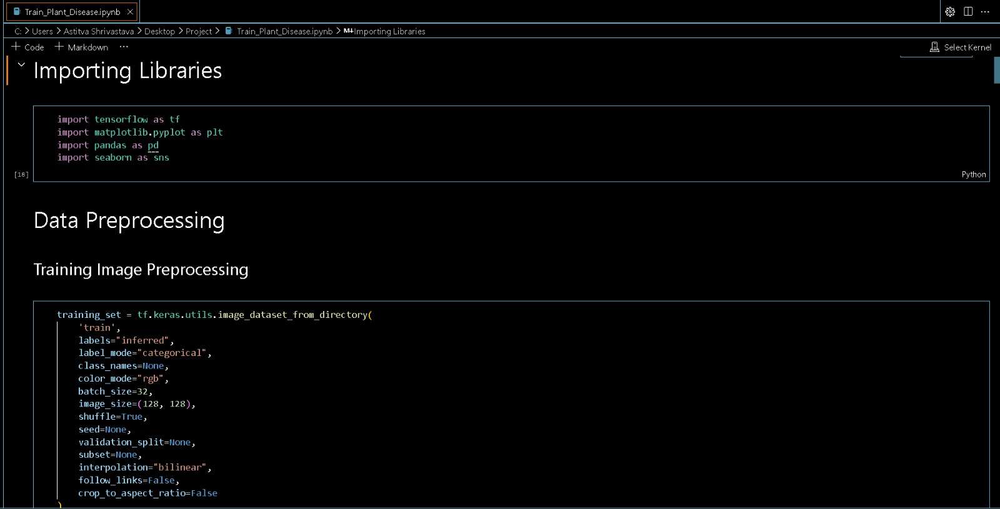 Train_Plant_Disease.ipynb
C: > Users > Astitva Shrivastava > Desktop > Project > Train_Plant_Disease.ipynb > M↓Importing Libraries
+ Code + Markdown ...
Select Kernel
Importing Libraries
import tensorflow as tf
import matplotlib.pyplot as plt
import pandas as pd
import seaborn as sns
[18]
Python
Data Preprocessing
Training Image Preprocessing
training_set = tf.keras.utils.image_dataset_from_directory(
'train',
labels="inferred",
label_mode="categorical",
class_names=None,
color_mode="rgb",
batch_size=32,
image_size=(128, 128),
shuffle=True,
seed=None,
validation_split=None,
subset=None,
interpolation="bilinear",
follow_links=False,
crop_to_aspect_ratio=False
)